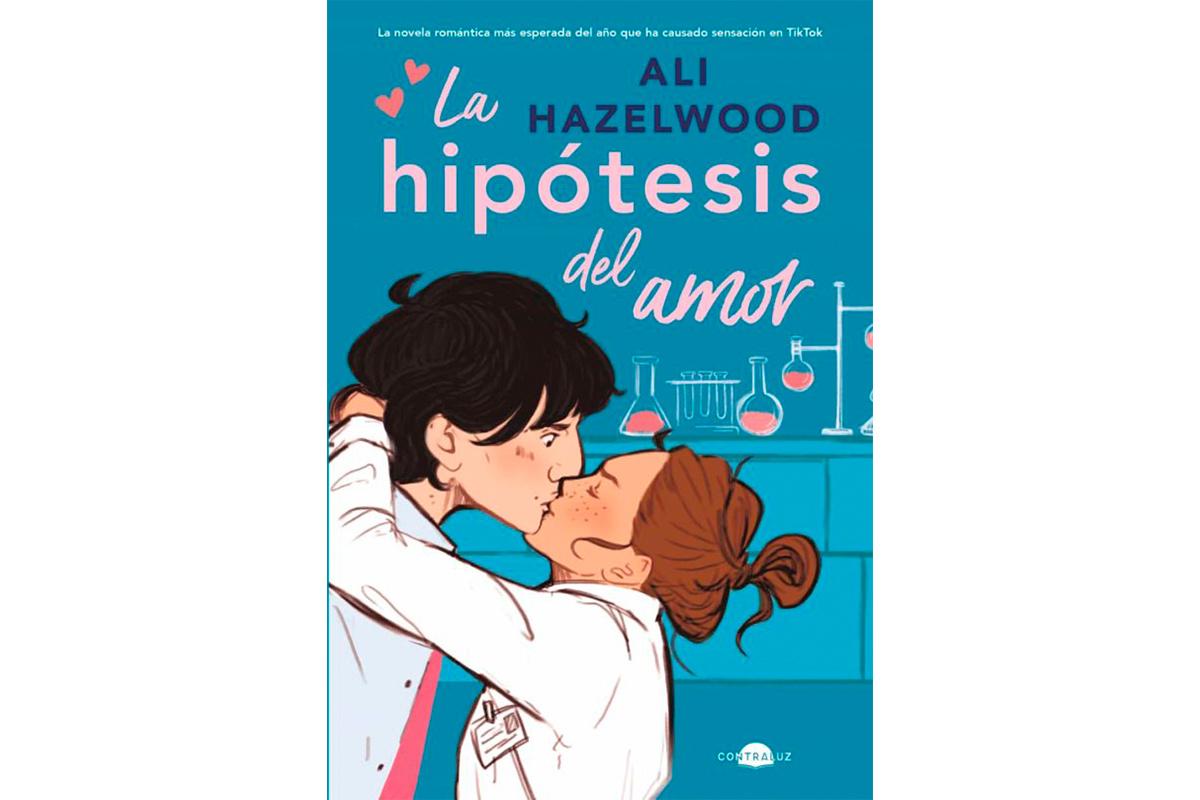 La novela romántica más esperada del año que ha causado sensación en TikTok
ALI
HAZELWOOD
La
hipótesis
del amor
CONTRALUZ